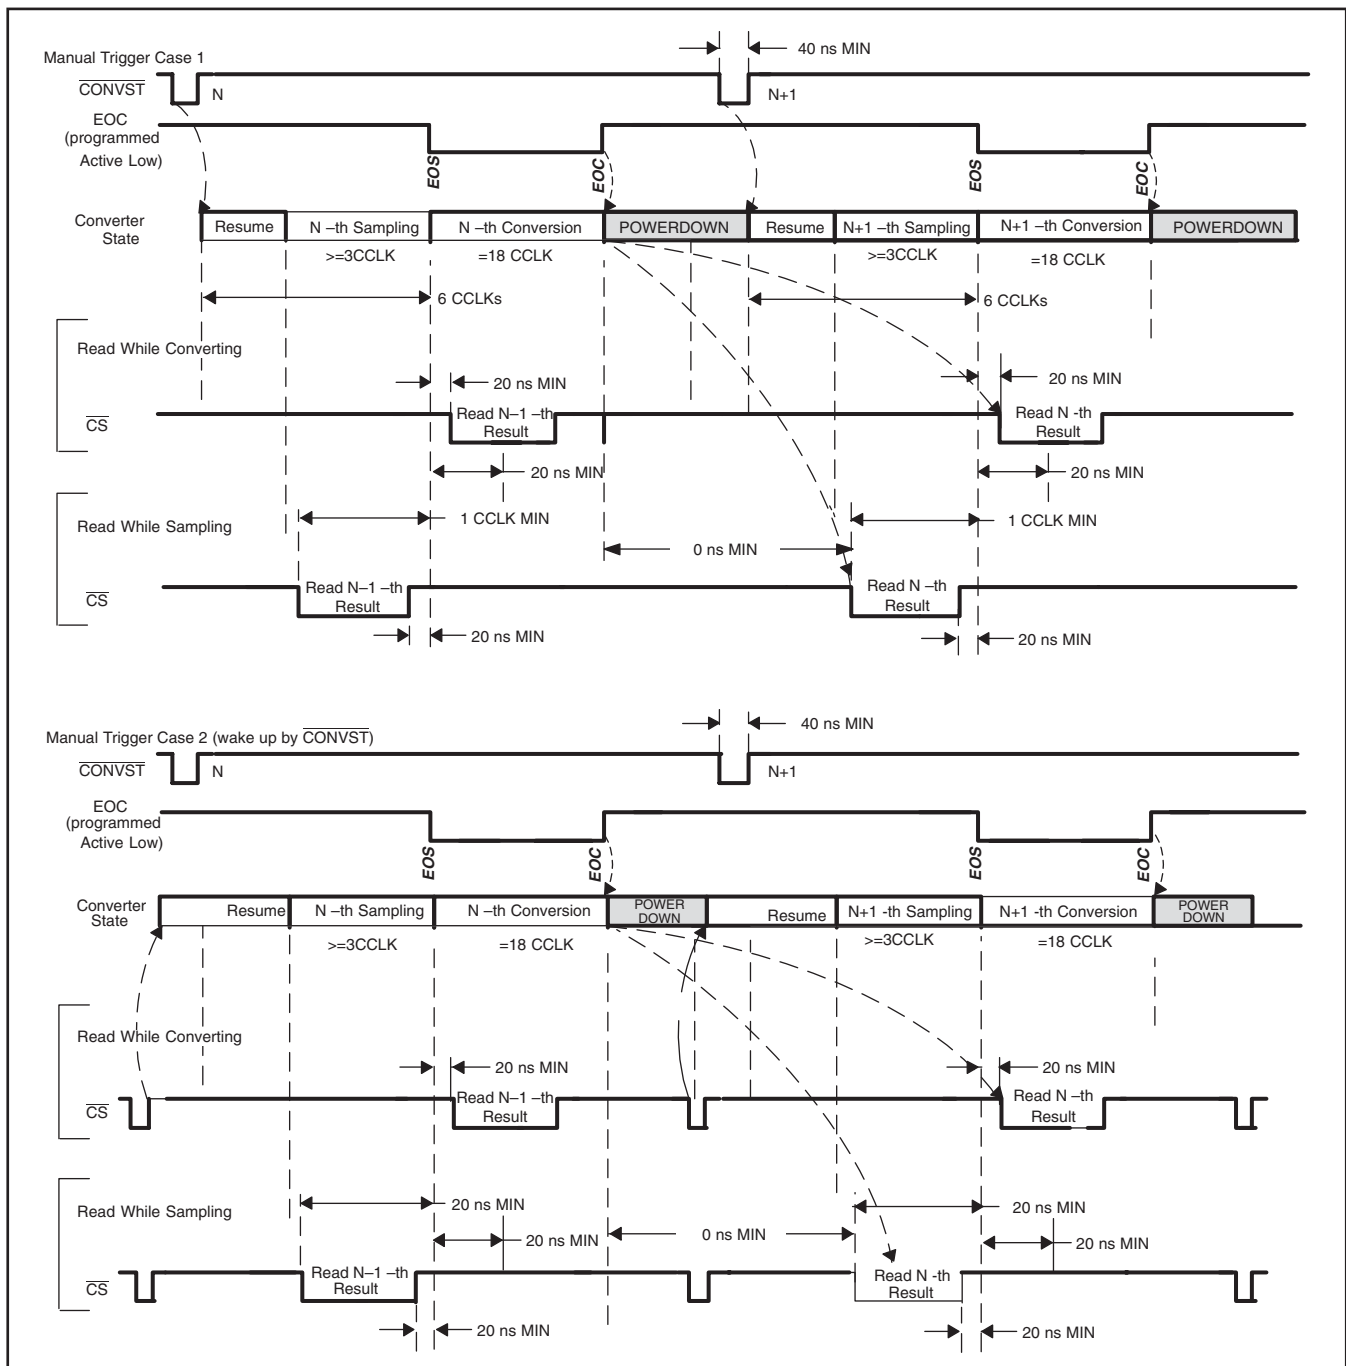 Manual Trigger Case 1
40 ns MIN
CONVST
N
N+1
EOC
(programmed
Active Low)
EOS
EOC
EOS
EOC
Converter
State
Resume
N –th Sampling
N –th Conversion
POWERDOWN
Resume
N+1 –th Sampling
N+1 –th Conversion
POWERDOWN
>=3CCLK
=18 CCLK
>=3CCLK
=18 CCLK
6 CCLKs
6 CCLKs
Read While Converting
20 ns MIN
20 ns MIN
CS
Read N–1 –th
Result
Read N -th
Result
20 ns MIN
20 ns MIN
Read While Sampling
1 CCLK MIN
1 CCLK MIN
0 ns MIN
CS
Read N–1 –th
Result
Read N –th
Result
20 ns MIN
20 ns MIN
Manual Trigger Case 2 (wake up by CONVST)
40 ns MIN
CONVST
N
N+1
EOC
(programmed
Active Low)
EOS
EOC
EOS
EOC
Converter
State
Resume
N –th Sampling
N –th Conversion
POWER
DOWN
Resume
N+1 -th Sampling
N+1 -th Conversion
POWER
DOWN
>=3CCLK
=18 CCLK
>=3CCLK
=18 CCLK
Read While Converting
20 ns MIN
20 ns MIN
CS
Read N–1 –th
Result
Read N –th
Result
Read While Sampling
20 ns MIN
20 ns MIN
20 ns MIN
0 ns MIN
20 ns MIN
CS
Read N–1 –th
Result
Read N -th
Result
20 ns MIN
20 ns MIN